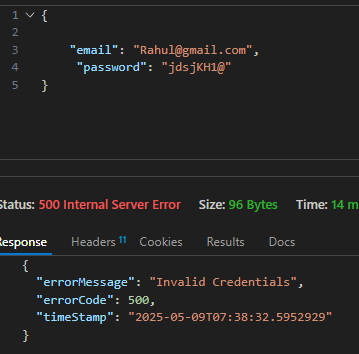 1 {
2
3 "email": "Rahul@gmail.com",
4 "password": "jdsjKH1@"
5 }
Status: 500 Internal Server Error Size: 96 Bytes Time: 14 m
Response Headers 11 Cookies Results Docs
{
"errorMessage": "Invalid Credentials",
"errorCode": 500,
"timeStamp": "2025-05-09T07:38:32.5952929"
}